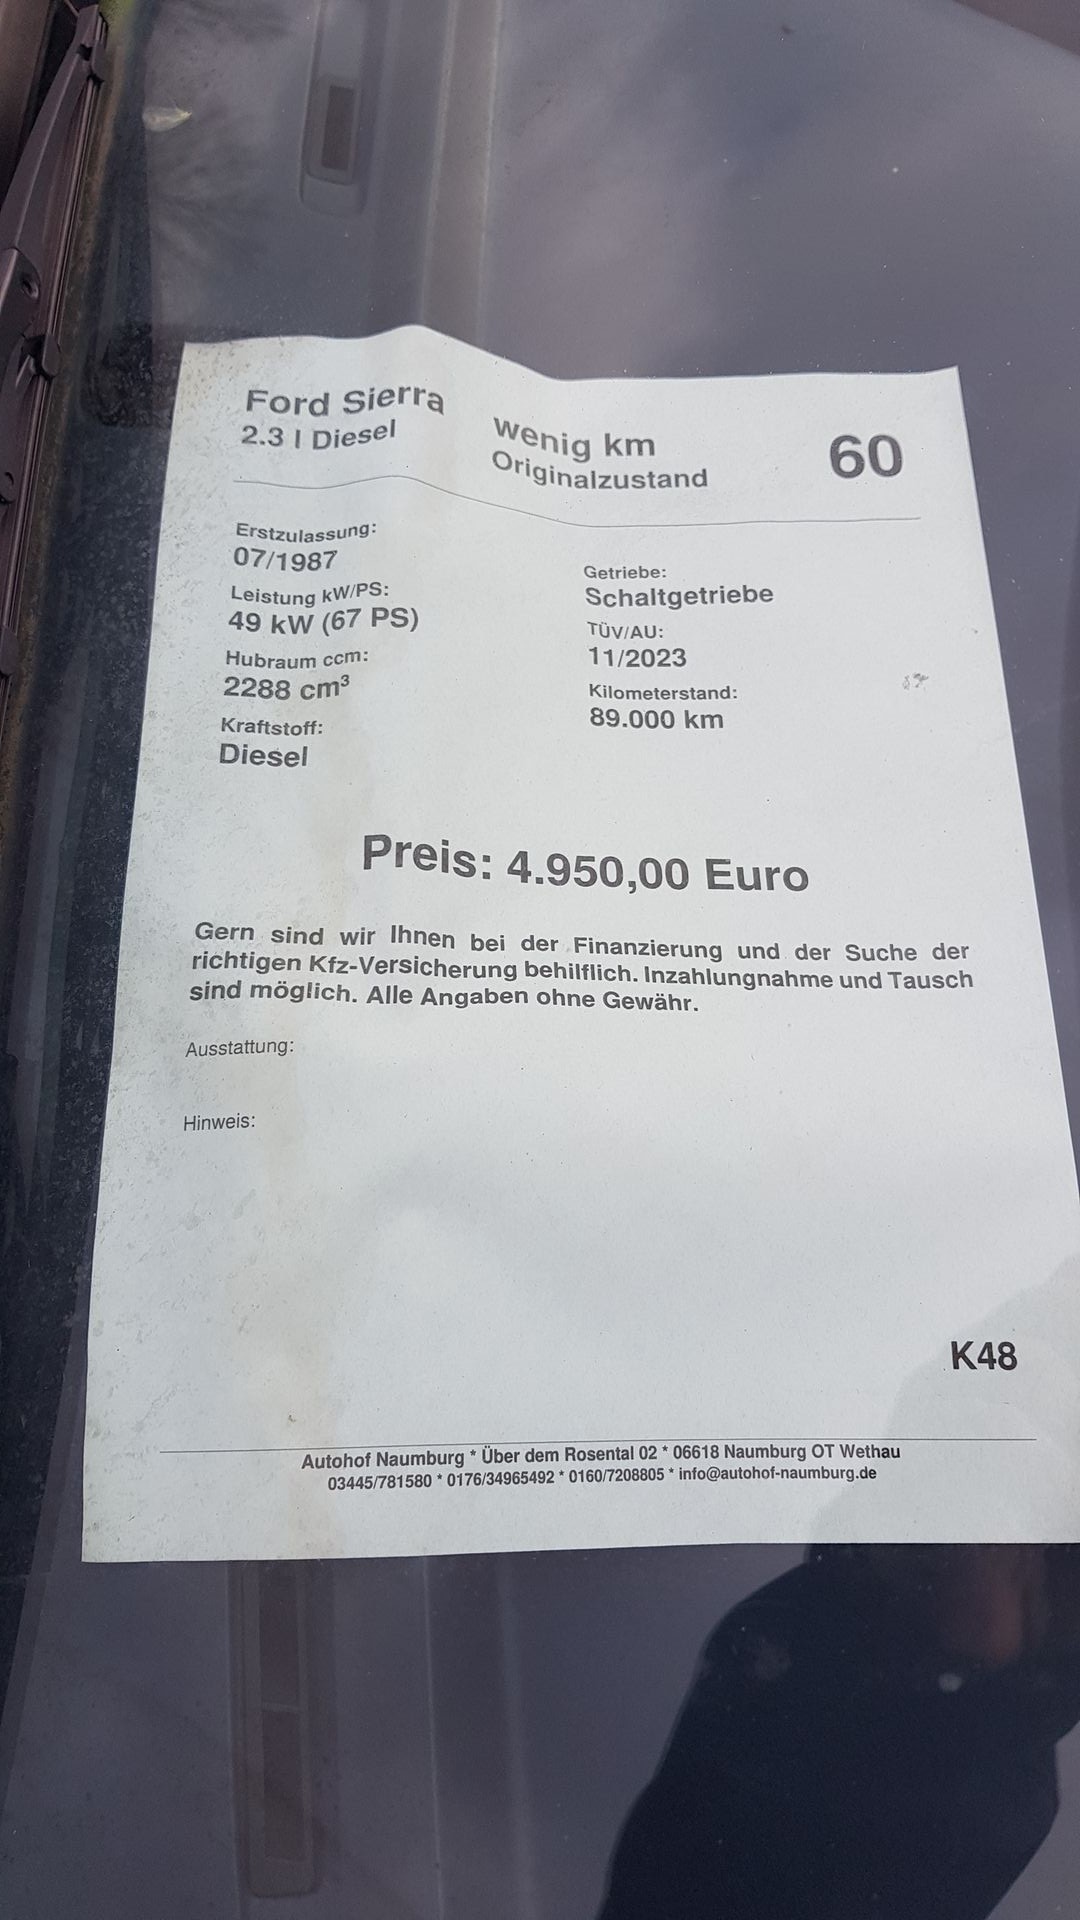 Ford Sierra
2.3 l Diesel
wenig km
Originalzustand
60
Erstzulassung:
07/1987
Leistung kW/PS:
49 kW (67 PS)
Hubraum ccm:
2288 cm³
Kraftstoff:
Diesel
Getriebe:
Schaltgetriebe
TÜV/AU:
11/2023
Kilometerstand:
89.000 km
Preis: 4.950,00 Euro
Gern sind wir Ihnen bei der Finanzierung und der Suche der
richtigen Kfz-Versicherung behilflich. Inzahlungnahme und Tausch
sind möglich. Alle Angaben ohne Gewähr.
Ausstattung:
Hinweis:
K48
Autohof Naumburg * Über dem Rosental 02 * 06618 Naumburg OT Wethau
03445/781580 * 0176/34965492 * 0160/7208805 * info@autohof-naumburg.de